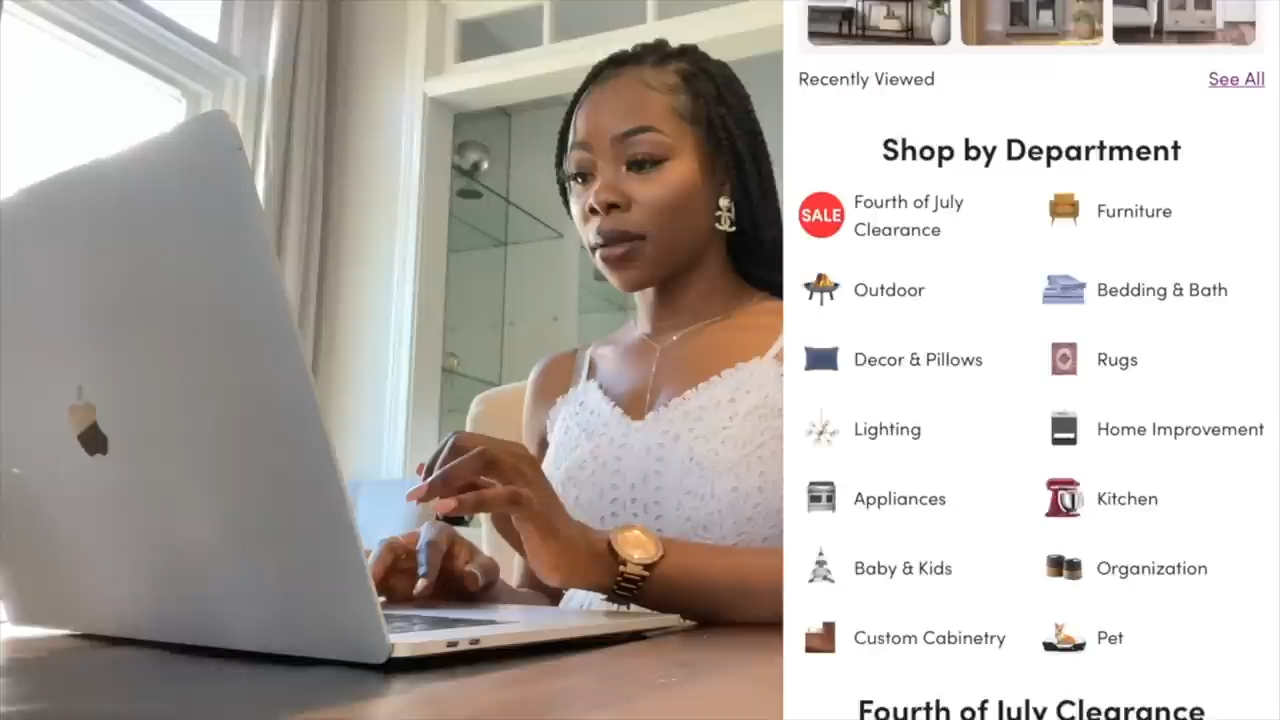 Recently Viewed
See All
Shop by Department
SALE
Fourth of July
Clearance
Furniture
Outdoor
Bedding & Bath
Decor & Pillows
Rugs
Lighting
Home Improvement
Appliances
Kitchen
Baby & Kids
Organization
Custom Cabinetry
Pet
Fourth of July Clearance